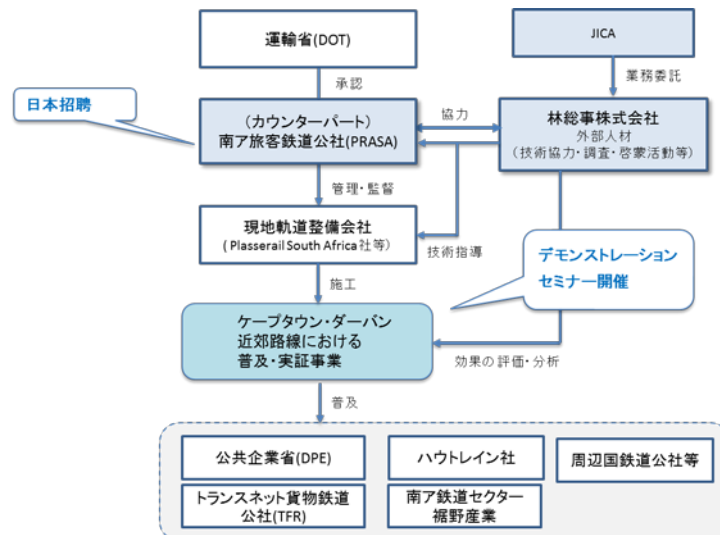 運輸省(DOT)
JICA
承認
業務委託
日本招聘
(カウンターパート)
南ア旅客鉄道公社(PRASA)
協力
林総事株式会社
外部人材
(技術協力・調査・啓蒙活動等)
管理・監督
現地軌道整備会社
( Plasserail South Africa 社等)
技術指導
デモンストレーション
セミナー開催
施工
ケープタウン・ダーバン
近郊路線における
普及・実証事業
効果の評価・分析
普及
公共企業省(DPE)
ハウトレイン社
周辺国鉄道公社等
トランスネット貨物鉄道
公社(TFR)
南ア鉄道セクター
裾野産業